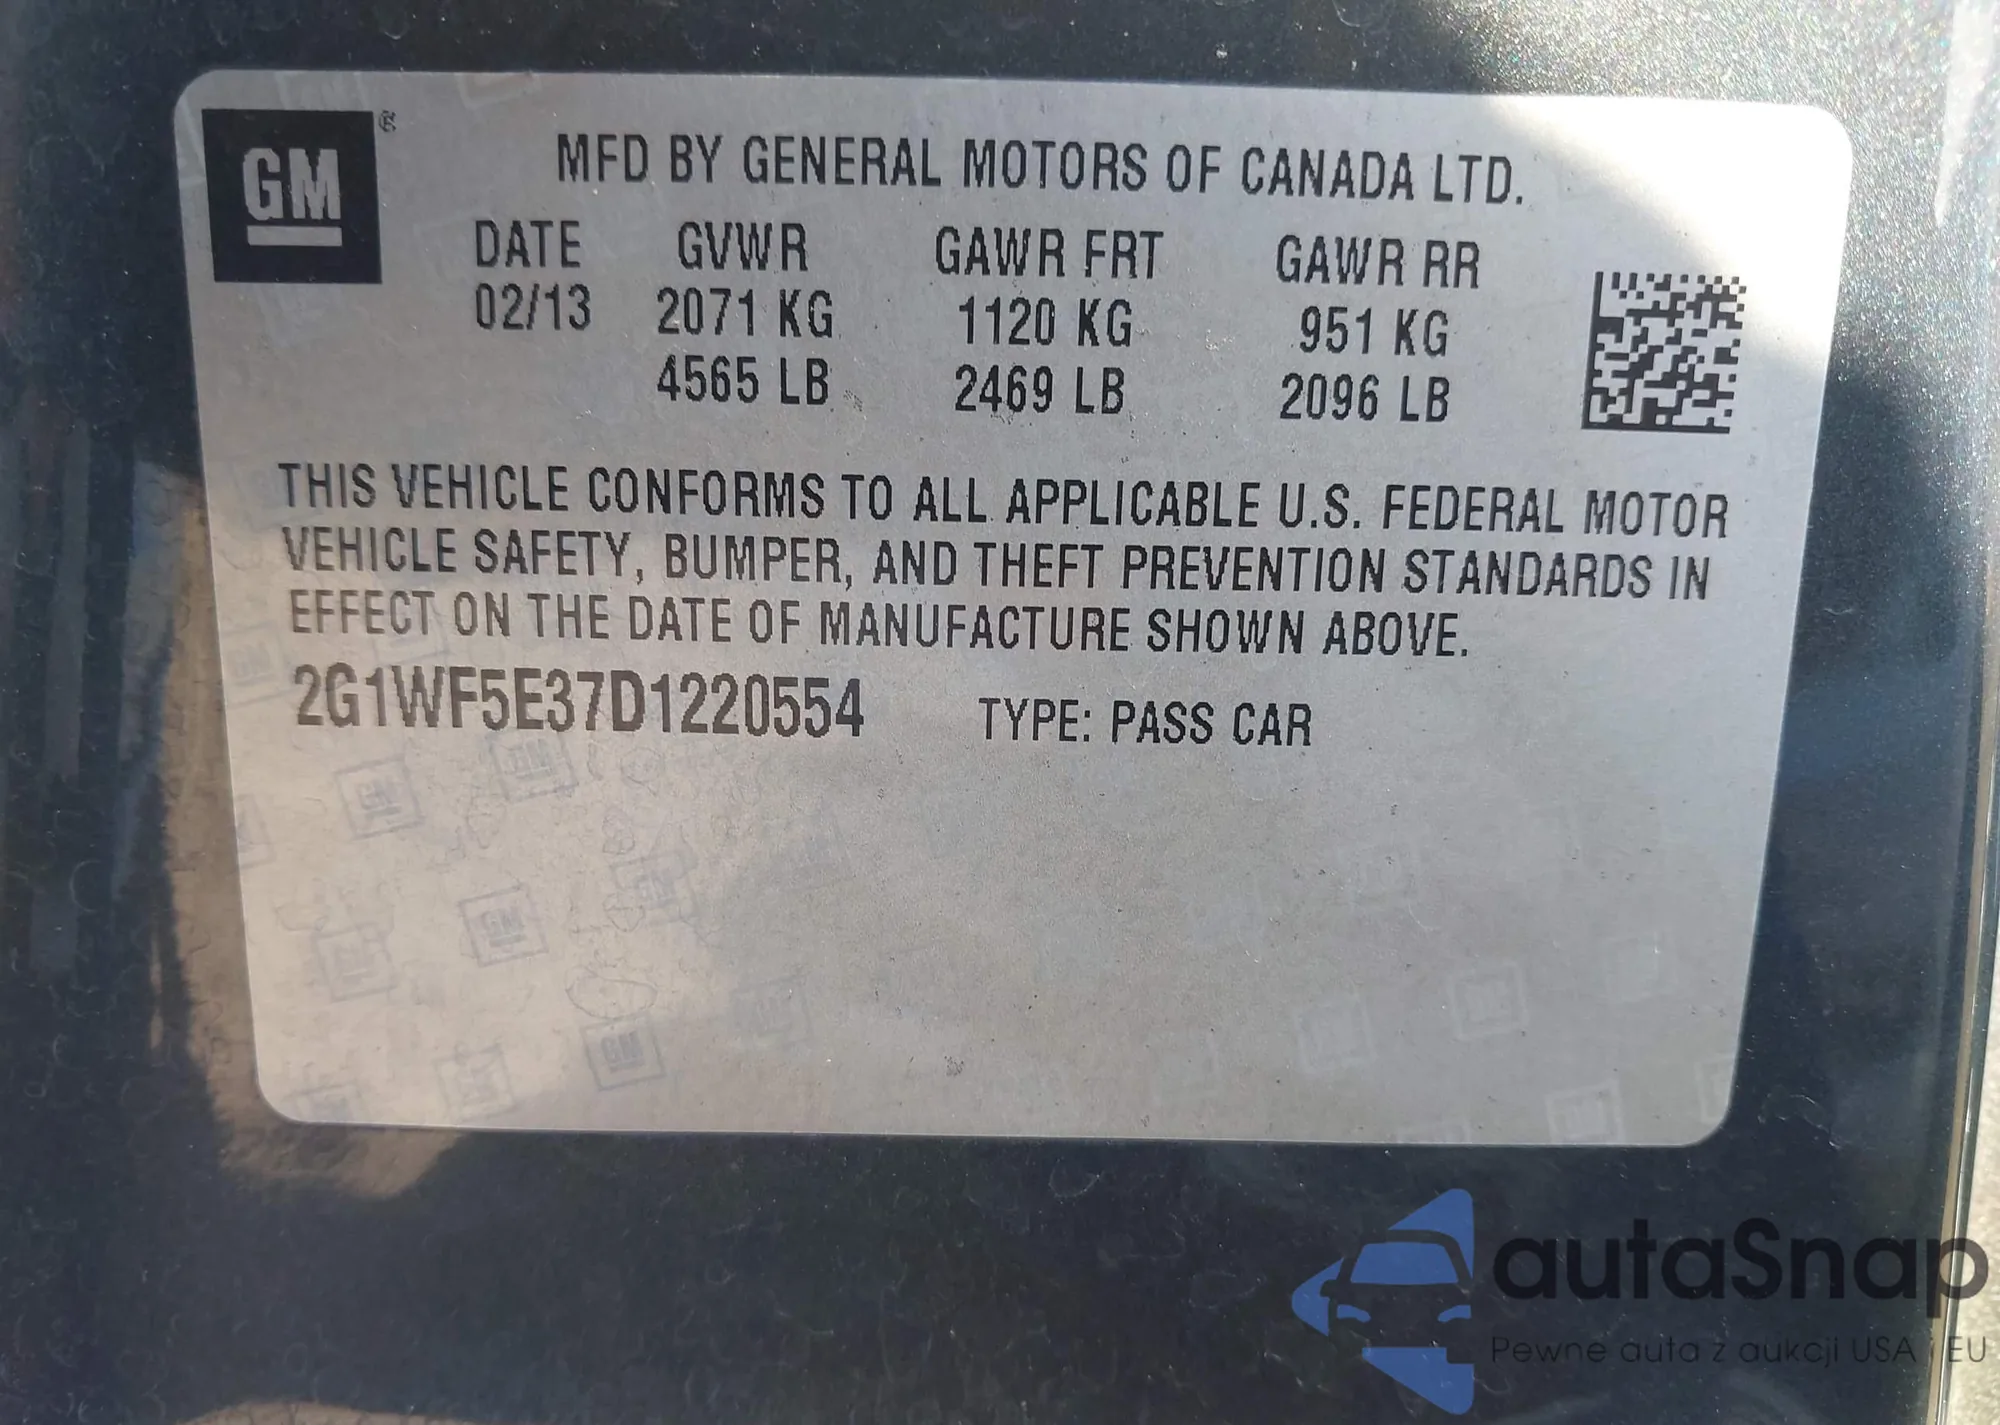 GM ®
MFD BY GENERAL MOTORS OF CANADA LTD.
DATE GVWR GAWR FRT GAWR RR
02/13 2071 KG 1120 KG 951 KG
4565 LB 2469 LB 2096 LB
THIS VEHICLE CONFORMS TO ALL APPLICABLE U.S. FEDERAL MOTOR
VEHICLE SAFETY, BUMPER, AND THEFT PREVENTION STANDARDS IN
EFFECT ON THE DATE OF MANUFACTURE SHOWN ABOVE.
2G1WF5E37D1220554 TYPE: PASS CAR
autaSnap
Pewne auta z aukcji USA i EU